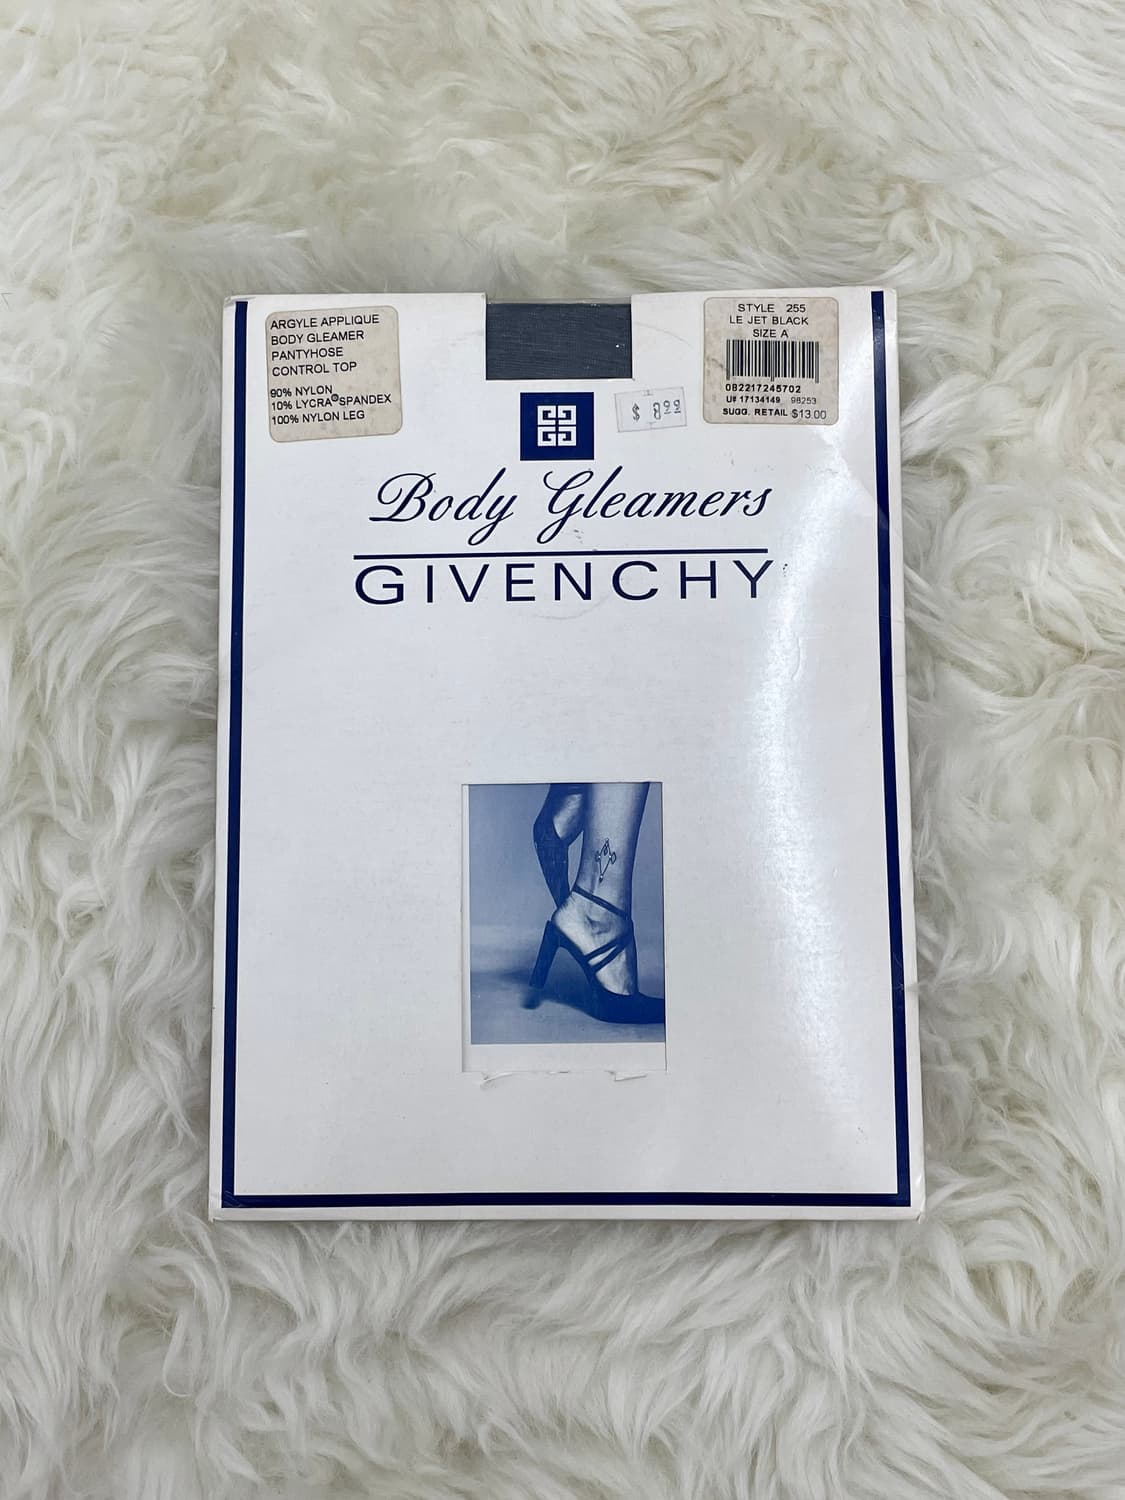 ARGYLE APPLIQUE
BODY GLEAMER
PANTYHOSE
CONTROL TOP
90% NYLON
10% LYCRA® SPANDEX
100% NYLON LEG
STYLE 255
LE JET BLACK
SIZE A
082217245702
U# 17134149 98253
SUGG. RETAIL $13.00
$ 8.99
Body Gleamers
GIVENCHY